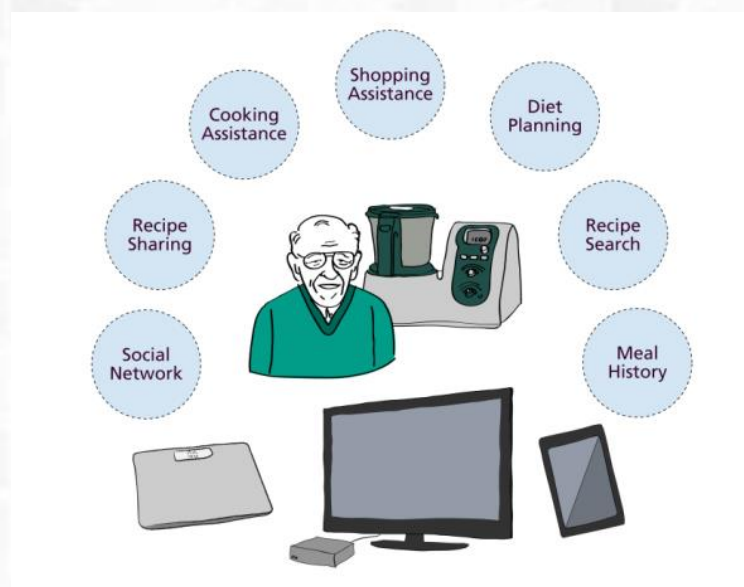 Shopping
Assistance
Cooking
Assistance
Diet
Planning
Recipe
Sharing
Recipe
Search
Social
Network
Meal
History